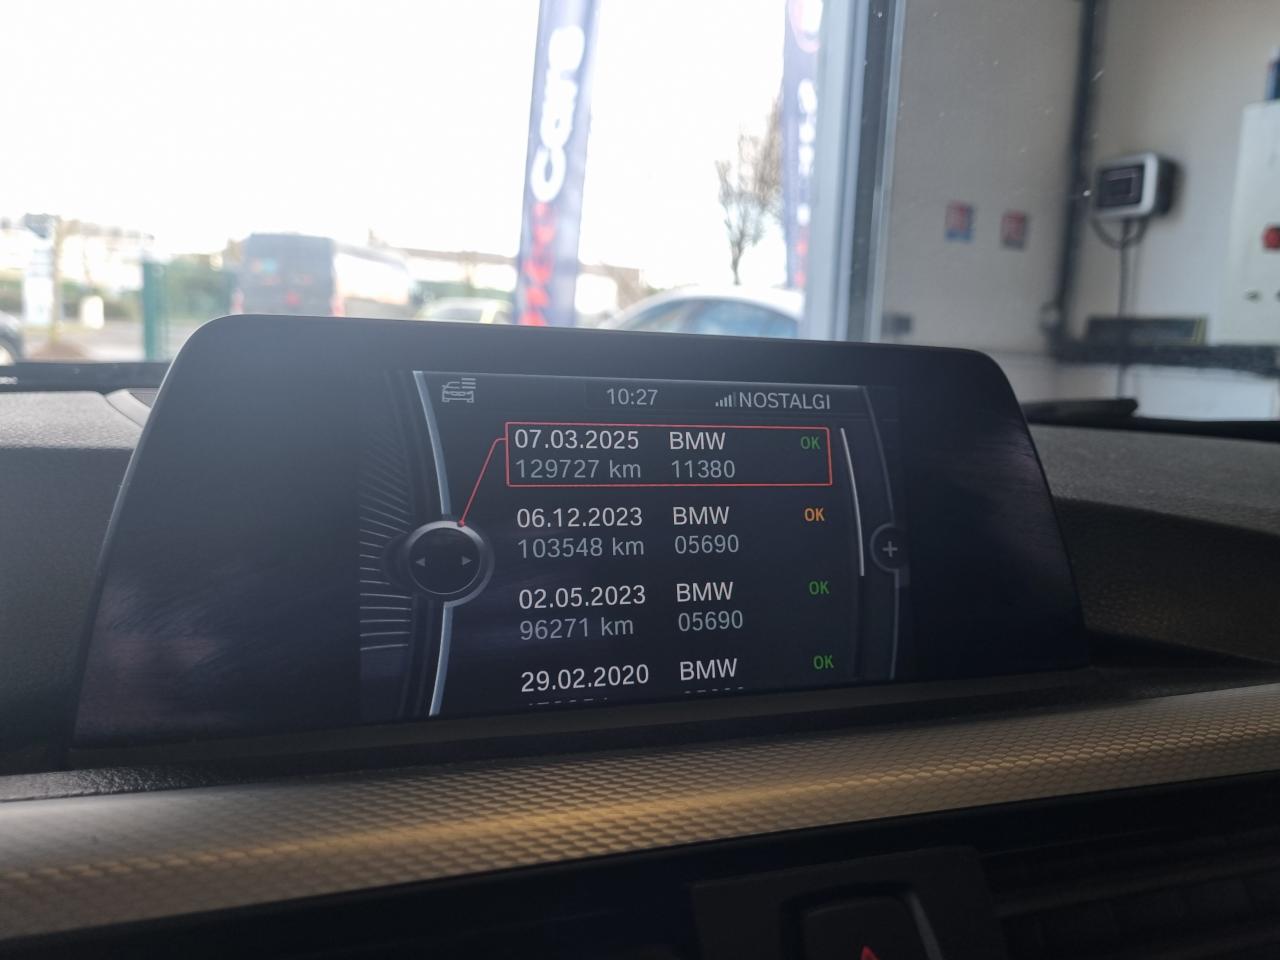 cars
10:27 NOSTALGI
07.03.2025 BMW OK
129727 km 11380
06.12.2023 BMW OK
103548 km 05690
02.05.2023 BMW OK
96271 km 05690
29.02.2020 BMW OK
+